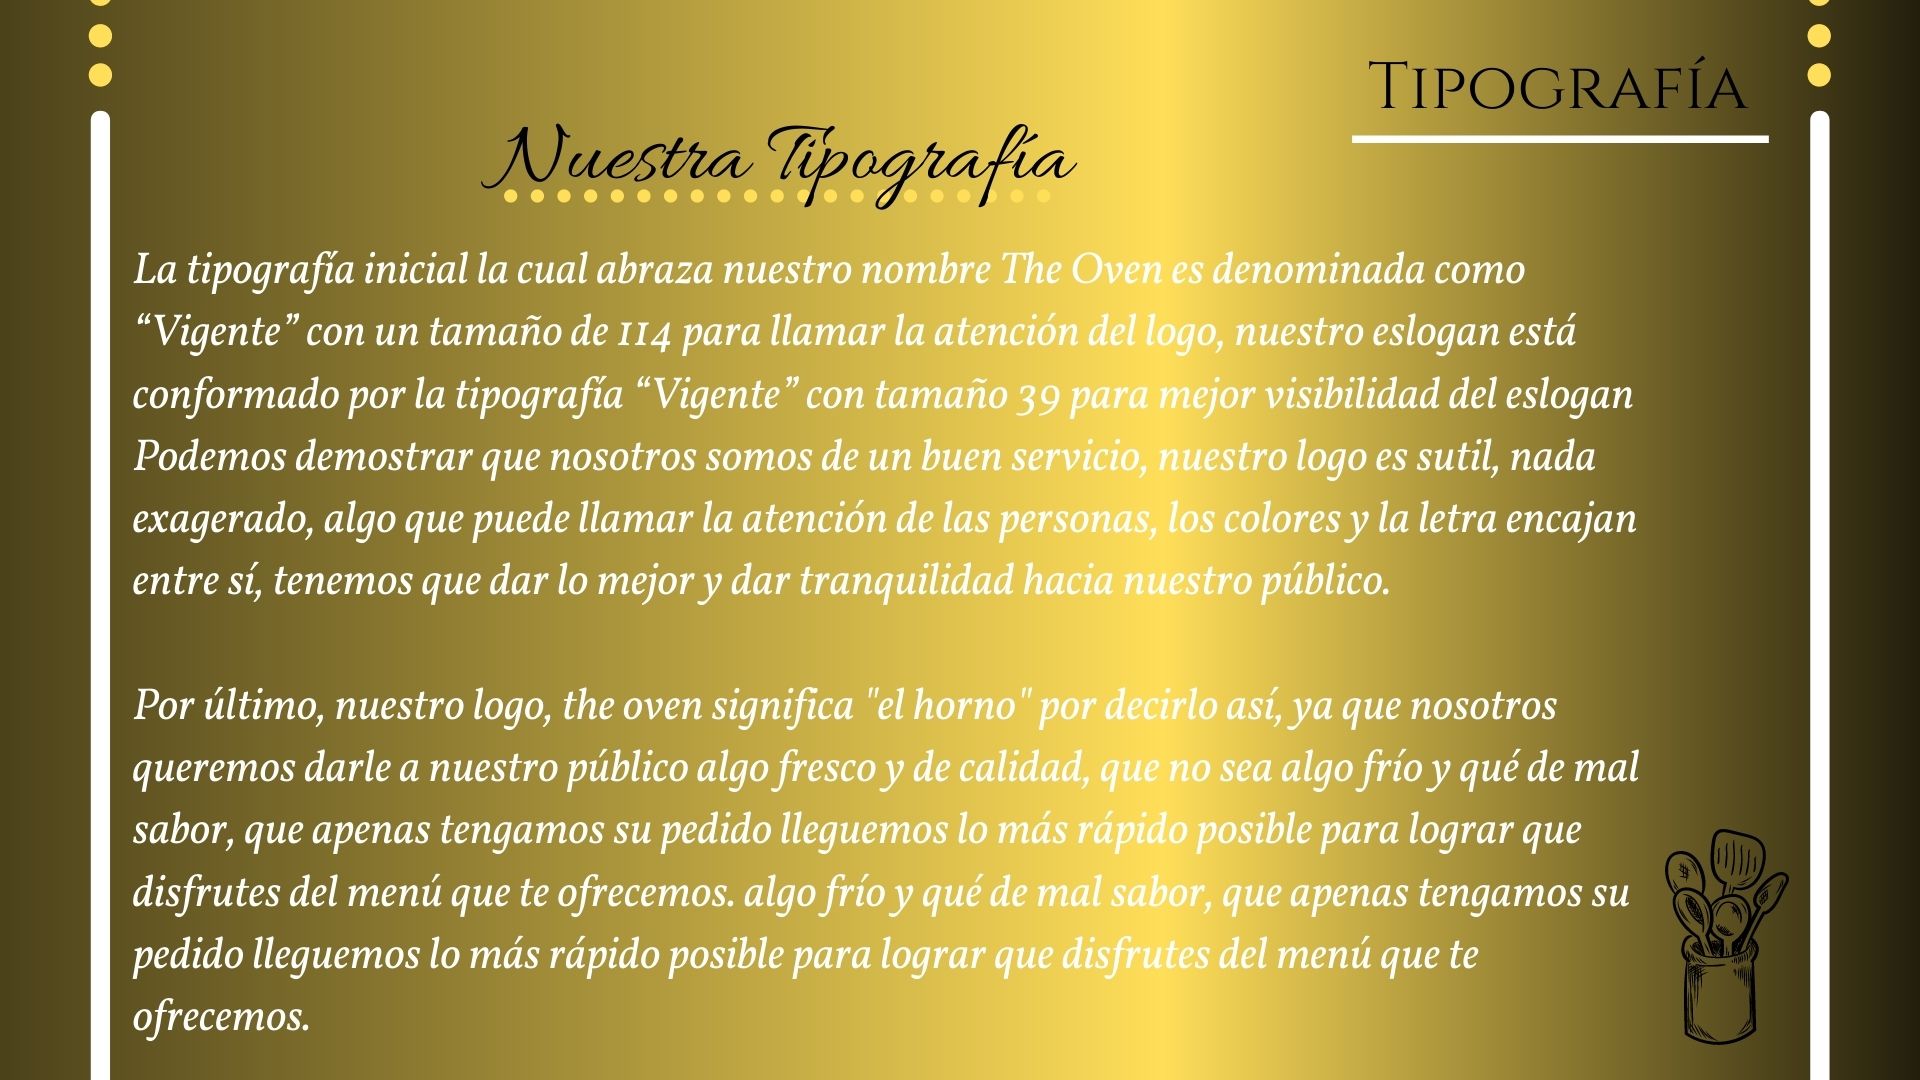 Tipografía
Nuestra Tipografía
La tipografía inicial la cual abraza nuestro nombre The Oven es denominada como
“Vigente” con un tamaño de 114 para llamar la atención del logo, nuestro eslogan está
conformado por la tipografía “Vigente” con tamaño 39 para mejor visibilidad del eslogan
Podemos demostrar que nosotros somos de un buen servicio, nuestro logo es sutil, nada
exagerado, algo que puede llamar la atención de las personas, los colores y la letra encajan
entre sí, tenemos que dar lo mejor y dar tranquilidad hacia nuestro público.
Por último, nuestro logo, the oven significa "el horno" por decirlo así, ya que nosotros
queremos darle a nuestro público algo fresco y de calidad, que no sea algo frío y qué de mal
sabor, que apenas tengamos su pedido lleguemos lo más rápido posible para lograr que
disfrutes del menú que te ofrecemos. algo frío y qué de mal sabor, que apenas tengamos su
pedido lleguemos lo más rápido posible para lograr que disfrutes del menú que te
ofrecemos.